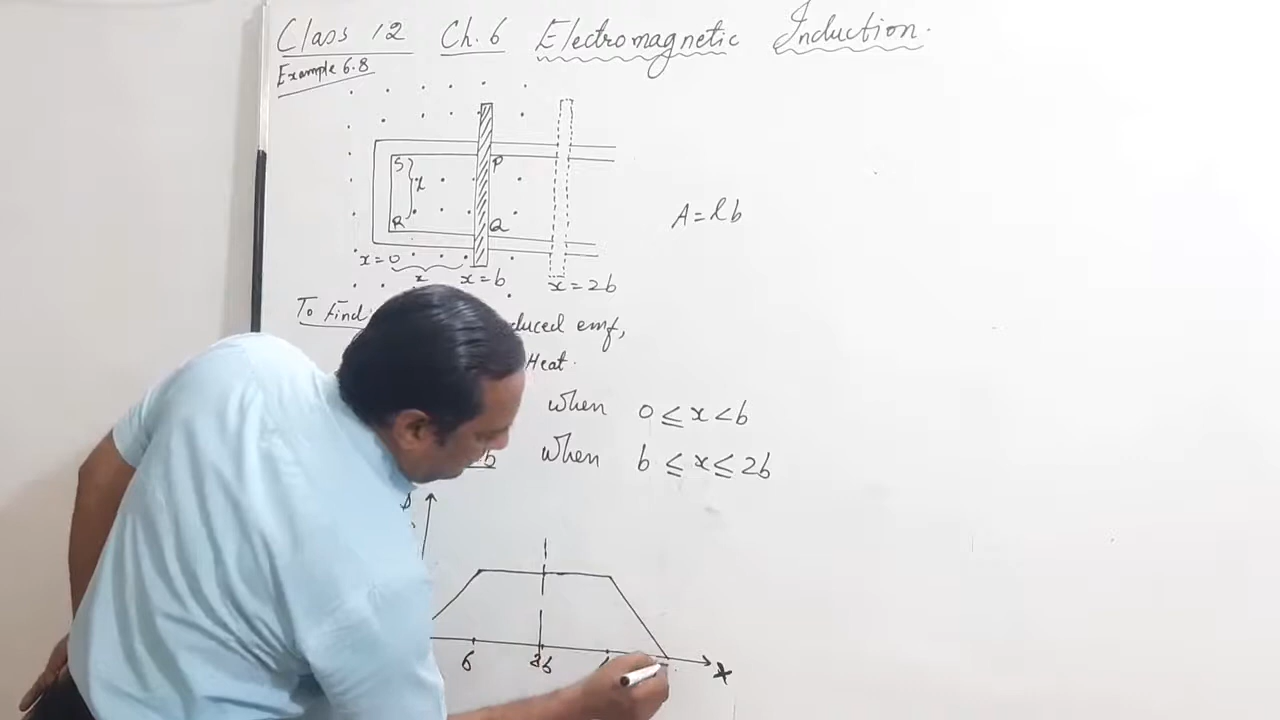 Class 12 Ch. 6 Electromagnetic Induction.
Example 6.8
S P
l
R Q
A = lb
x=0 x x=b x=2b
To Find: duced emf,
Heat.
when 0 ≤ x < b
b when b ≤ x ≤ 2b
b 2b x